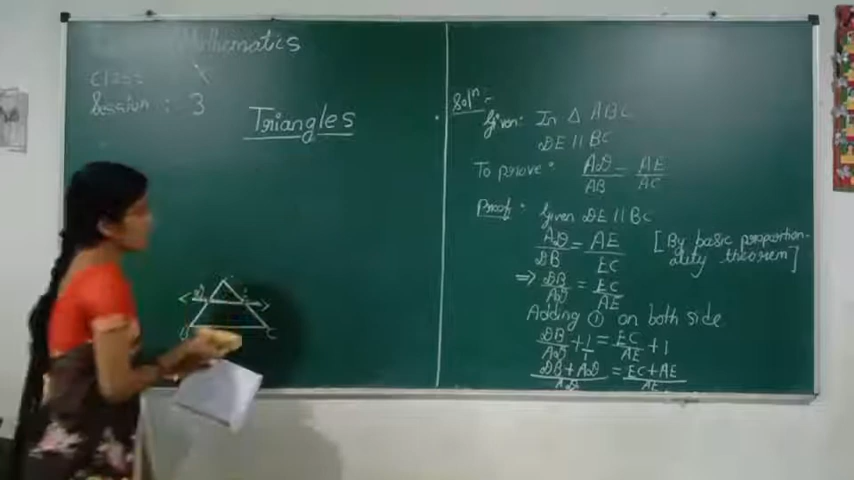 Mathematics
Class
Session : 3
Triangles
D
C
Soln :-
Given: In △ ABC
DE || BC
To prove : AD/AB = AE/AC
Proof : Given DE || BC
AD/DB = AE/EC [By basic proportionality theorem]
⇒ DB/AD = EC/AE
Adding ① on both side
DB/AD + 1/1 = EC/AE + 1
DB + AD/AD = EC + AE/AE